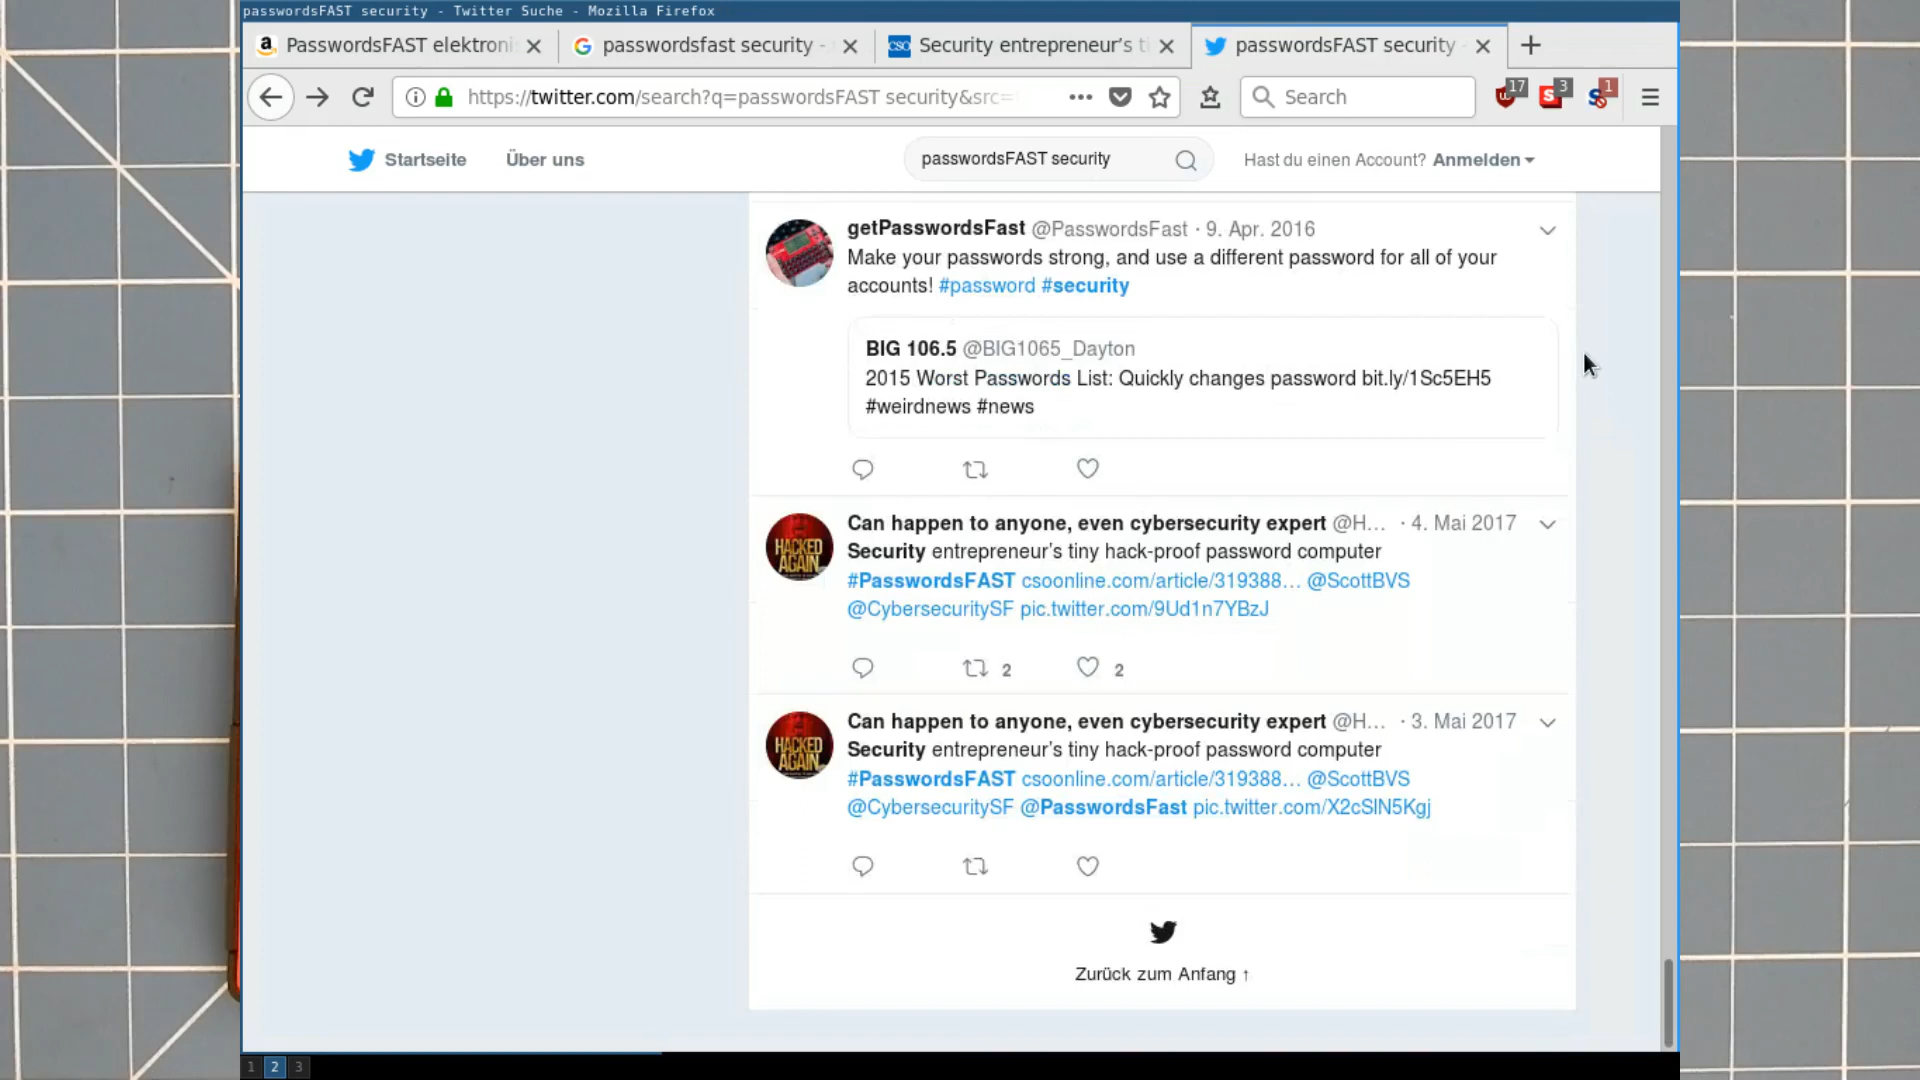 passwordsFAST security - Twitter Suche - Mozilla Firefox
PasswordsFAST elektroni
passwordsfast security -
CSO Security entrepreneur's t
passwordsFAST security -
https://twitter.com/search?q=passwordsFAST security&src=
Search
17
3
1
Startseite
Über uns
passwordsFAST security
Hast du einen Account? Anmelden
getPasswordsFast @PasswordsFast · 9. Apr. 2016
Make your passwords strong, and use a different password for all of your
accounts! #password #security
BIG 106.5 @BIG1065_Dayton
2015 Worst Passwords List: Quickly changes password bit.ly/1Sc5EH5
#weirdnews #news
HACKED AGAIN
Can happen to anyone, even cybersecurity expert @H… · 4. Mai 2017
Security entrepreneur's tiny hack-proof password computer
#PasswordsFAST csoonline.com/article/319388… @ScottBVS
@CybersecuritySF pic.twitter.com/9Ud1n7YBzJ
2
2
HACKED AGAIN
Can happen to anyone, even cybersecurity expert @H… · 3. Mai 2017
Security entrepreneur's tiny hack-proof password computer
#PasswordsFAST csoonline.com/article/319388… @ScottBVS
@CybersecuritySF @PasswordsFast pic.twitter.com/X2cSlN5Kgj
Zurück zum Anfang ↑
1 2 3